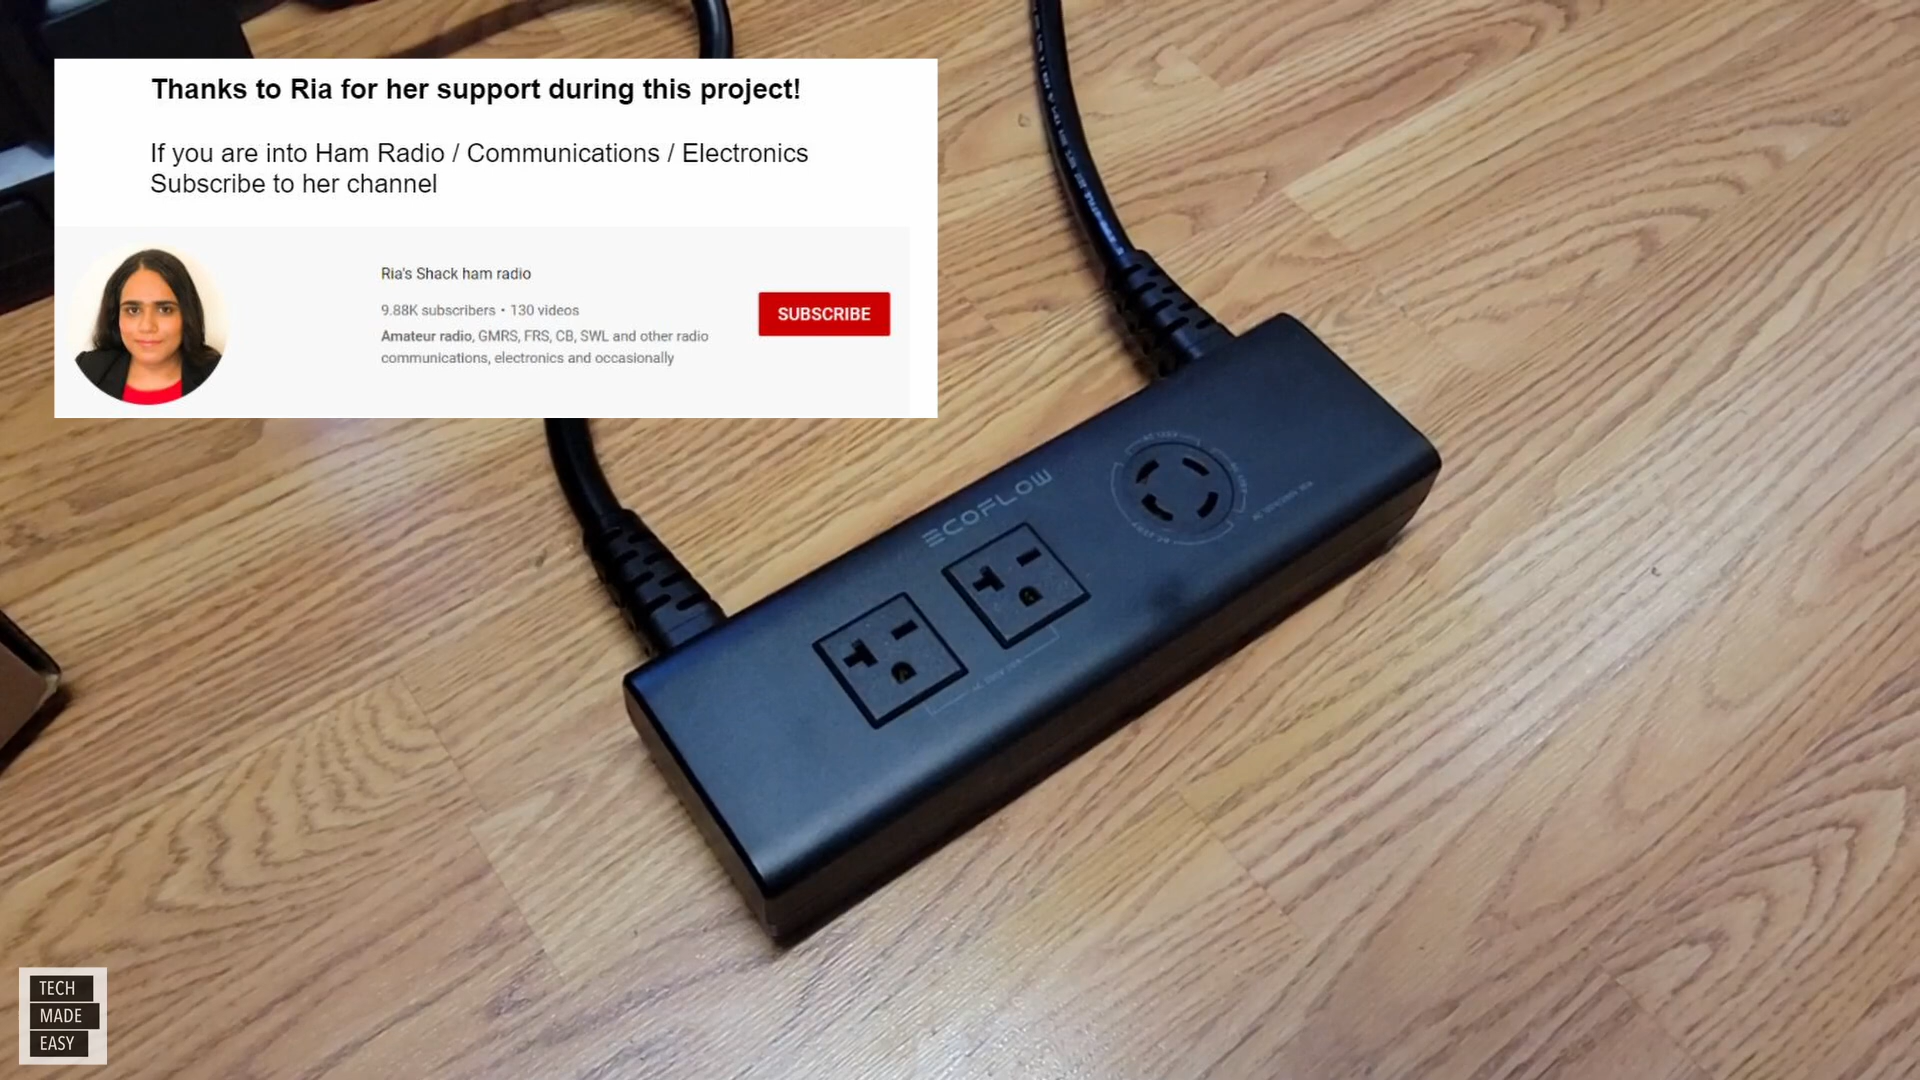 Thanks to Ria for her support during this project!
If you are into Ham Radio / Communications / Electronics
Subscribe to her channel
Ria's Shack ham radio
9.88K subscribers • 130 videos
SUBSCRIBE
Amateur radio, GMRS, FRS, CB, SWL and other radio
communications, electronics and occasionally
ECOFLOW
TECH
MADE
EASY